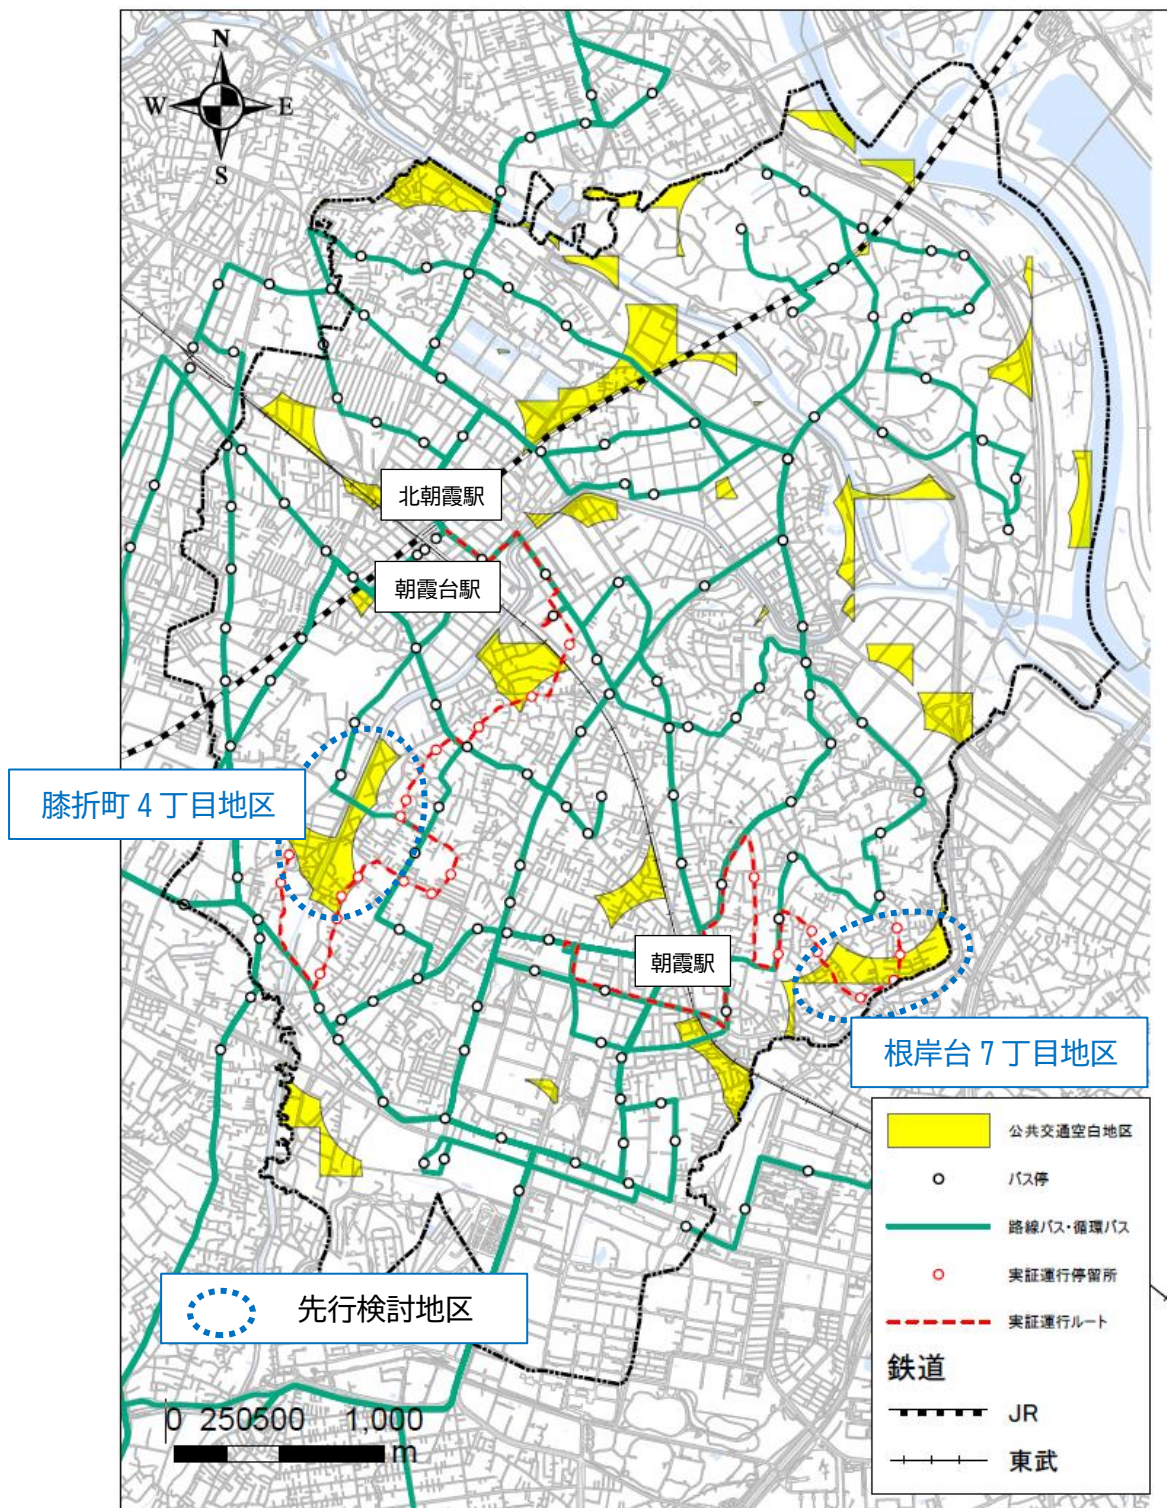 N
W E
S
北朝霞駅
朝霞台駅
膝折町 4 丁目地区
朝霞駅
根岸台 7 丁目地区
公共交通空白地区
バス停
路線バス・循環バス
実証運行停留所
実証運行ルート
鉄道
JR
東武
先行検討地区
0 250500 1,000
m